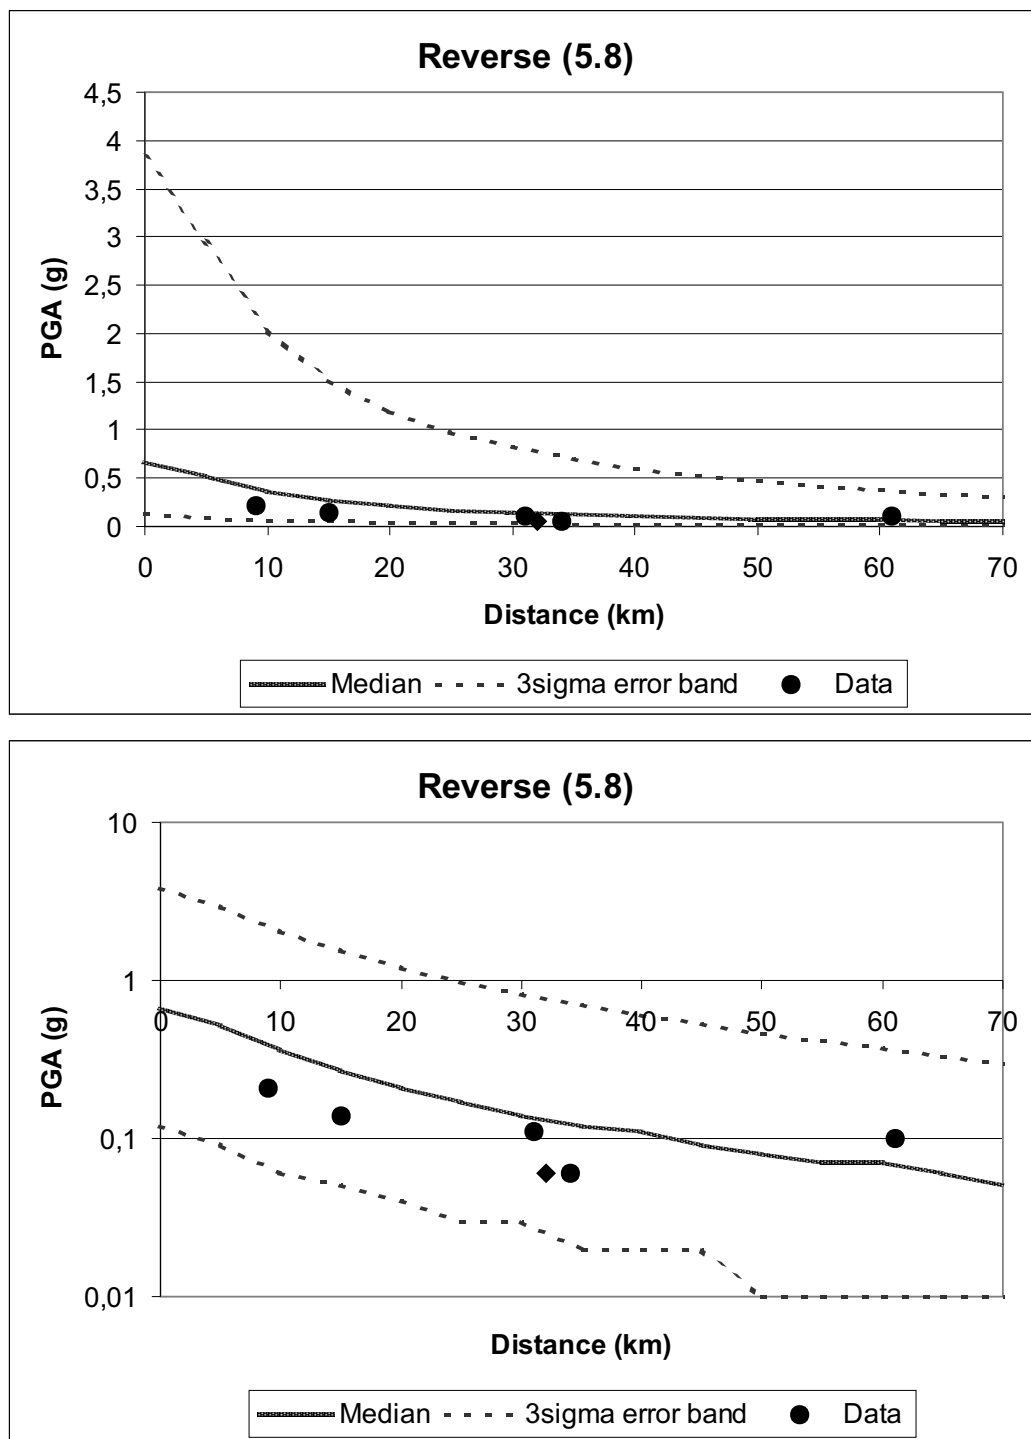 Reverse (5.8)
4,5
4
3,5
3
2,5
2
1,5
1
0,5
0
PGA (g)
0 10 20 30 40 50 60 70
Distance (km)
Median 3sigma error band Data
Reverse (5.8)
10
1
0,1
0,01
PGA (g)
0 10 20 30 40 50 60 70
Distance (km)
Median 3sigma error band Data